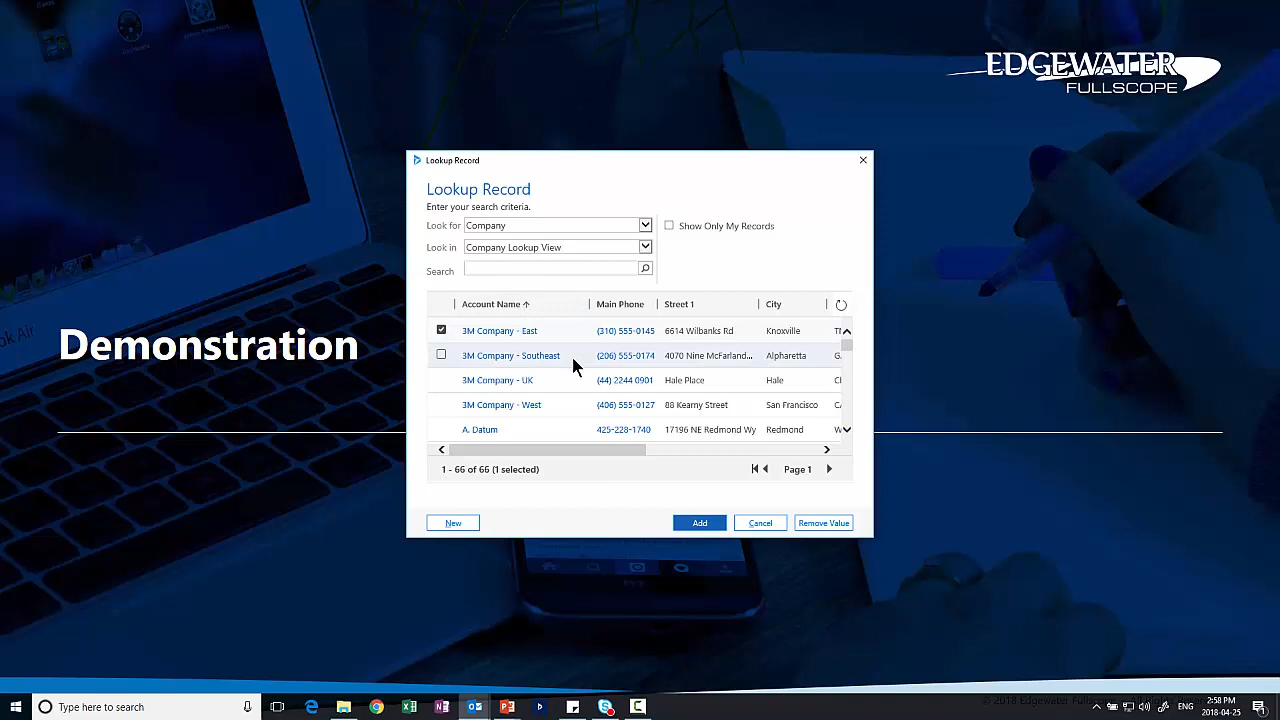 EDGEWATER
FULLSCOPE
Lookup Record
Lookup Record
Enter your search criteria.
Look for Company
Show Only My Records
Look in Company Lookup View
Search
Account Name Main Phone Street 1 City
3M Company - East (310) 555-0145 6614 Wilbanks Rd Knoxville
3M Company - Southeast (206) 555-0174 4070 Nine McFarland... Alpharetta
3M Company - UK (44) 2244 0901 Hale Place Hale
3M Company - West (406) 555-0127 88 Kearny Street San Francisco
A. Datum 425-228-1740 17196 NE Redmond Wy Redmond
1 - 66 of 66 (1 selected) Page 1
New Add Cancel Remove Value
Demonstration
Type here to search
ENG
2:58 PM
2018-04-25